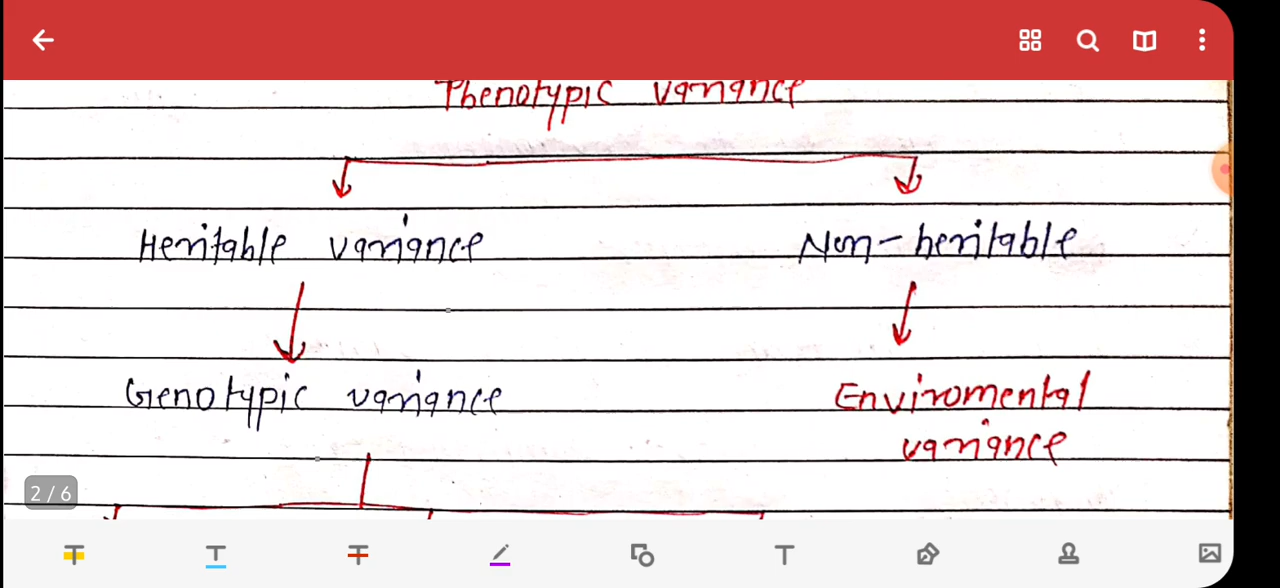 Phenotypic variance
Heritable variance
Non-heritable
Genotypic variance
Enviromental
variance
2 / 6
T
T
T
T